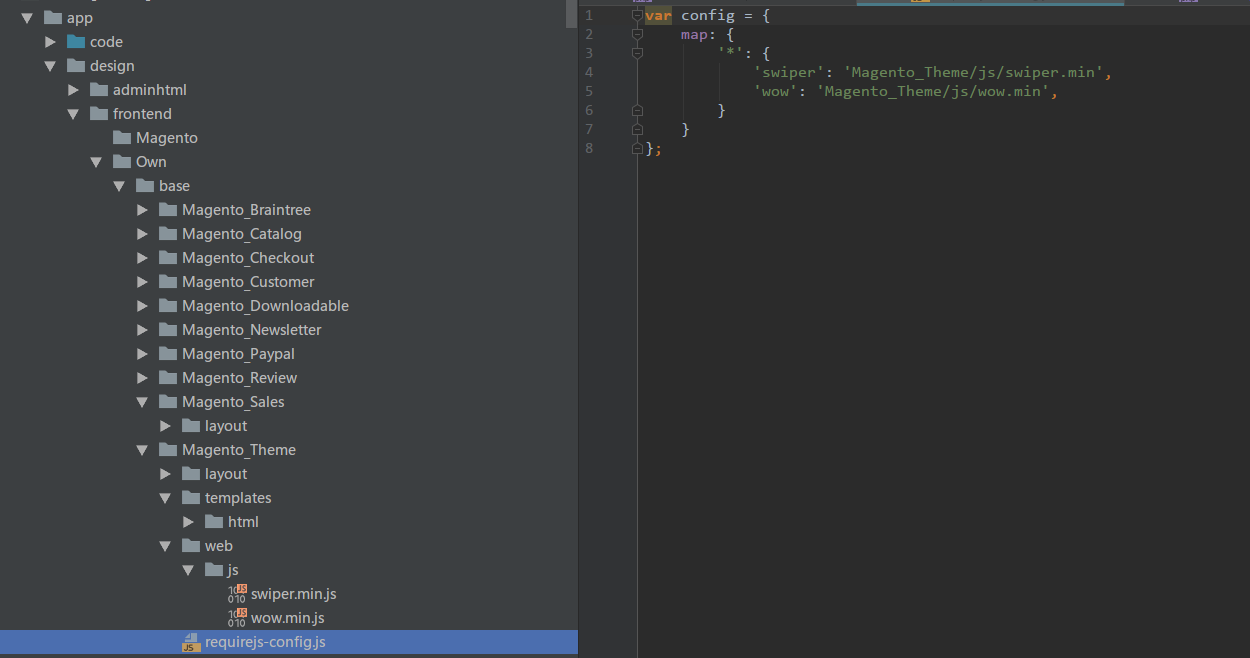 app
code
design
adminhtml
frontend
Magento
Own
base
Magento_Braintree
Magento_Catalog
Magento_Checkout
Magento_Customer
Magento_Downloadable
Magento_Newsletter
Magento_Paypal
Magento_Review
Magento_Sales
layout
Magento_Theme
layout
templates
html
web
js
swiper.min.js
wow.min.js
requirejs-config.js
1 var config = {
2 map: {
3 '*': {
4 'swiper': 'Magento_Theme/js/swiper.min',
5 'wow': 'Magento_Theme/js/wow.min',
6 }
7 }
8 };